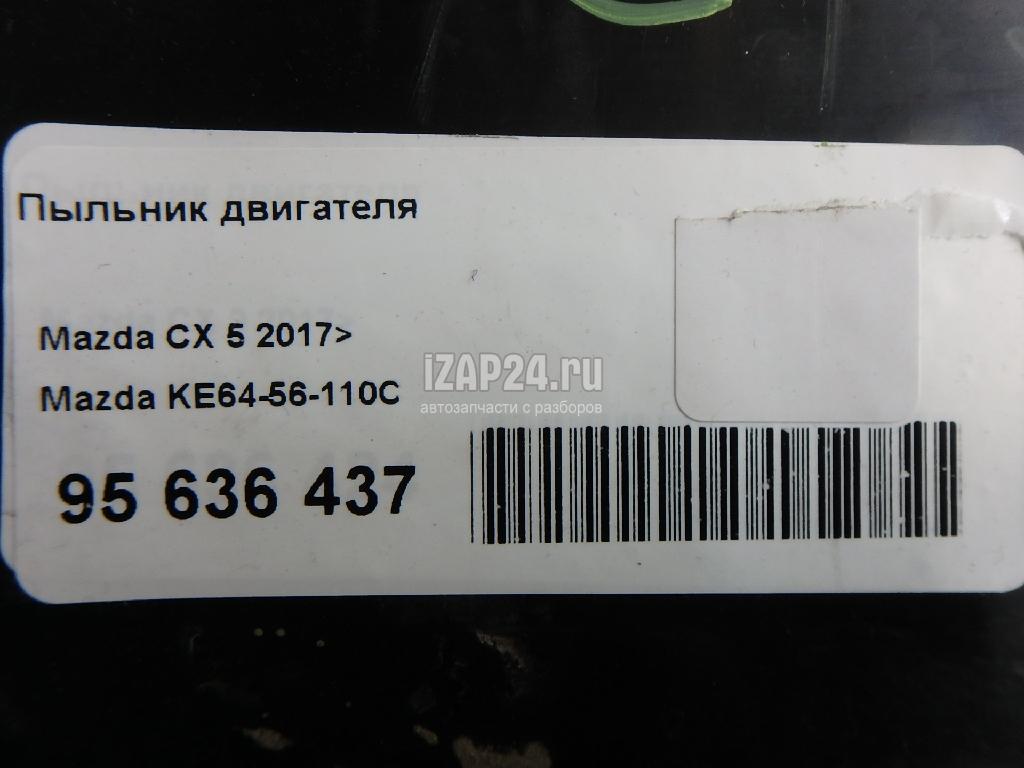 Пыльник двигателя
Mazda CX 5 2017>
Mazda KE64-56-110C
iZAP24.ru
автозапчасти с разборов
95 636 437